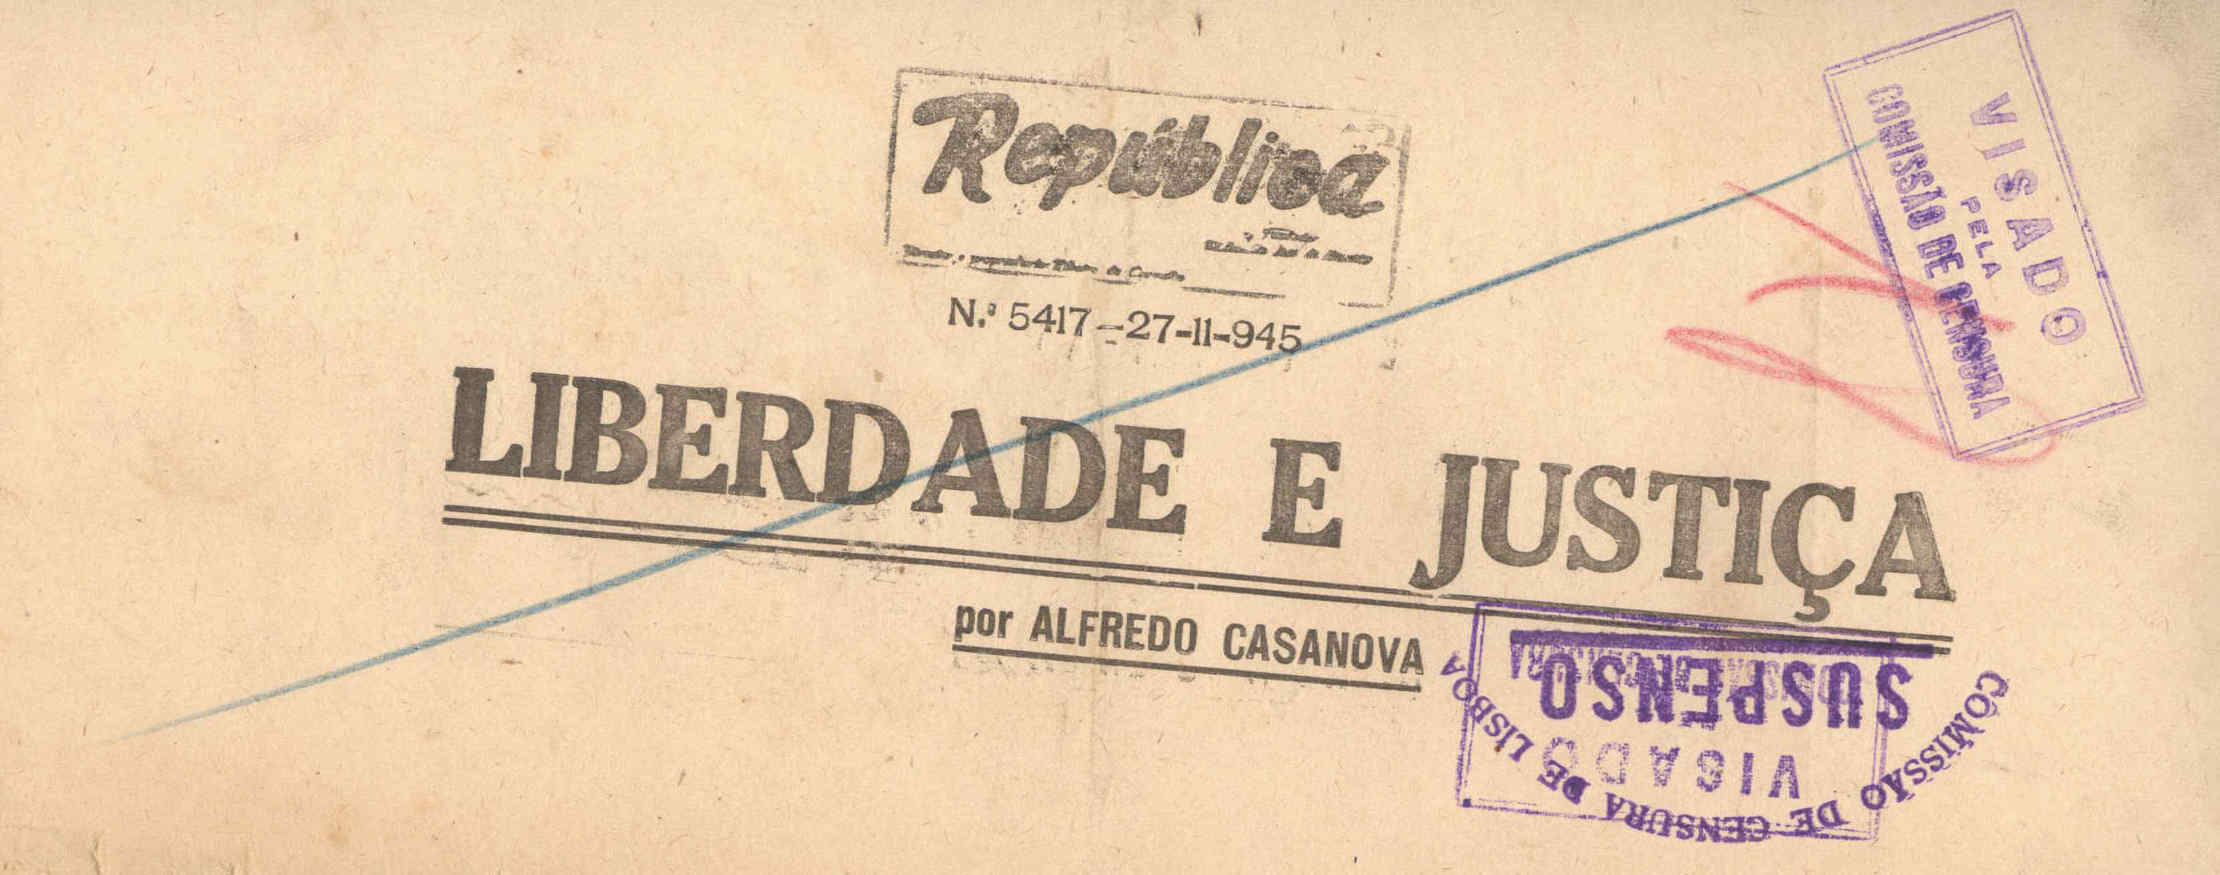 República
N.º 5417-27-11-945
LIBERDADE E JUSTIÇA
por ALFREDO CASANOVA
VISADO
PELA
COMISSÃO DE CENSURA
SUSPENSO
VISADO
COMISSÃO DE CENSURA DE LISBOA